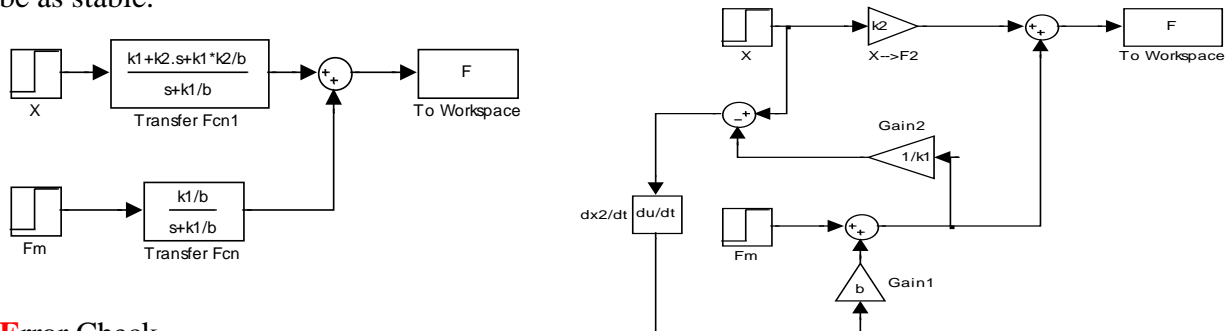 be as stable.
k1+k2.s+k1*k2/b
s+k1/b
X
Transfer Fcn1
+
+
F
To Workspace
k1/b
s+k1/b
Fm
Transfer Fcn
X
k2
X-->F2
+
+
F
To Workspace
− +
Gain2
1/k1
dx2/dt
du/dt
Fm
+
+
b
Gain1
Error Check